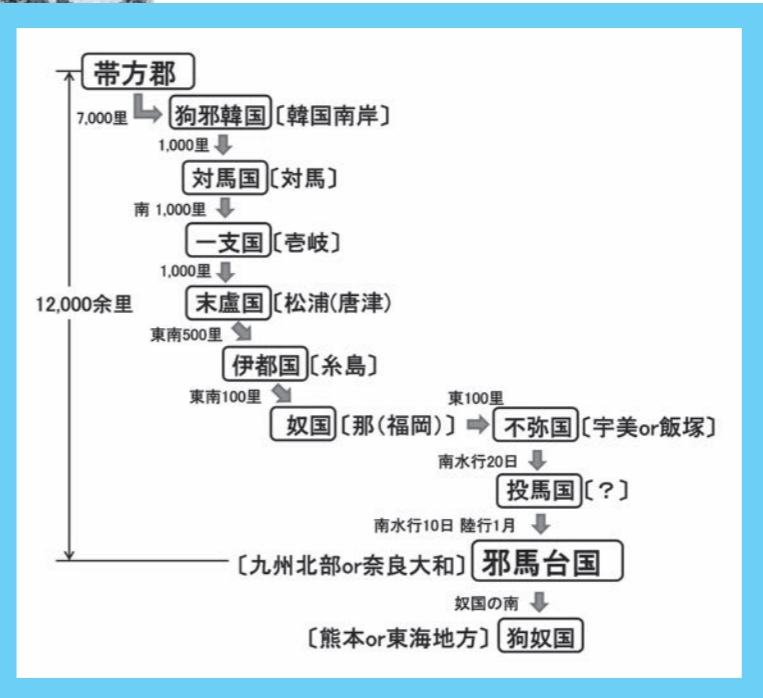 帯方郡
7,000里
狗邪韓国〔韓国南岸〕
1,000里
対馬国〔対馬〕
南 1,000里
一支国〔壱岐〕
1,000里
12,000余里
末盧国〔松浦(唐津)
東南500里
伊都国〔糸島〕
東南100里
奴国〔那(福岡)〕
東100里
不弥国〔宇美or飯塚〕
南水行20日
投馬国〔？〕
南水行10日 陸行1月
〔九州北部or奈良大和〕邪馬台国
奴国の南
〔熊本or東海地方〕狗奴国